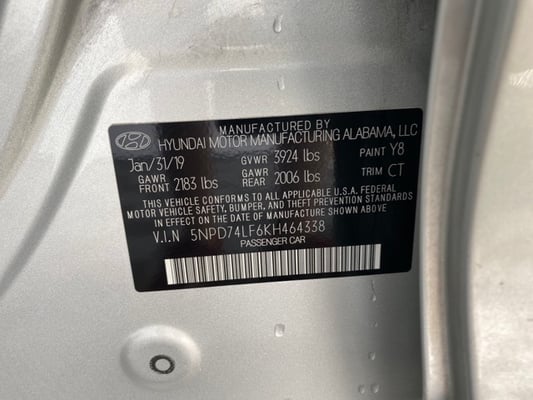 MANUFACTURED BY
HYUNDAI MOTOR MANUFACTURING ALABAMA, LLC
Jan/31/19 GVWR 3924 lbs PAINT Y8
GAWR FRONT 2183 lbs GAWR REAR 2006 lbs TRIM CT
THIS VEHICLE CONFORMS TO ALL APPLICABLE U.S.A. FEDERAL
MOTOR VEHICLE SAFETY, BUMPER, AND THEFT PREVENTION STANDARDS
IN EFFECT ON THE DATE OF MANUFACTURE SHOWN ABOVE.
V.I.N 5NPD74LF6KH464338
PASSENGER CAR